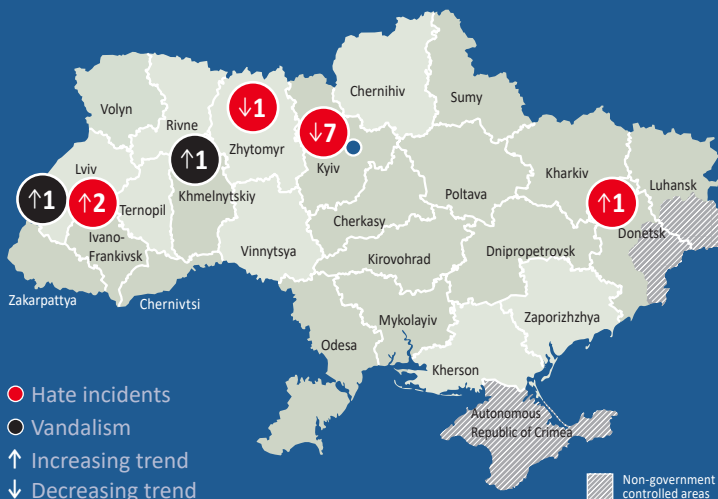 Chernihiv
Sumy
Volyn
Rivne
↓1
Zhytomyr
↓7
Kyiv
↑1
Khmelnytskiy
Lviv
↑1
↑2
Ternopil
Ivano-
Frankivsk
Zakarpattya
Chernivtsi
Vinnytsya
Cherkasy
Poltava
Kharkiv
Luhansk
↑1
Donetsk
Kirovohrad
Dnipropetrovsk
Zaporizhzhya
Mykolayiv
Odesa
Kherson
Autonomous
Republic of Crimea
Hate incidents
Vandalism
↑ Increasing trend
↓ Decreasing trend
Non-government
controlled areas